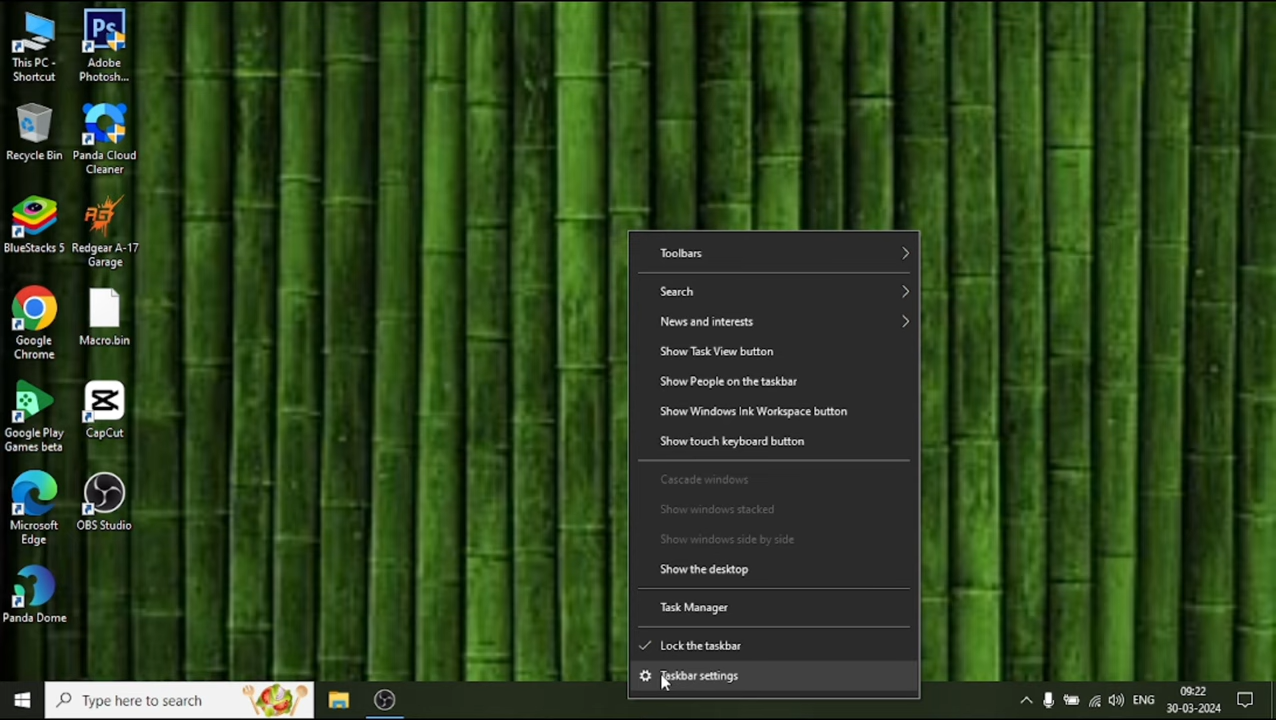 This PC -
Shortcut
Ps
Adobe
Photosh...
Recycle Bin
Panda Cloud
Cleaner
BlueStacks 5
RG
Redgear A-17
Garage
Google
Chrome
Macro.bin
Google Play
Games beta
CapCut
Microsoft
Edge
OBS Studio
Panda Dome
Toolbars
Search
News and interests
Show Task View button
Show People on the taskbar
Show Windows Ink Workspace button
Show touch keyboard button
Cascade windows
Show windows stacked
Show windows side by side
Show the desktop
Task Manager
Lock the taskbar
Taskbar settings
Type here to search
ENG
09:22
30-03-2024